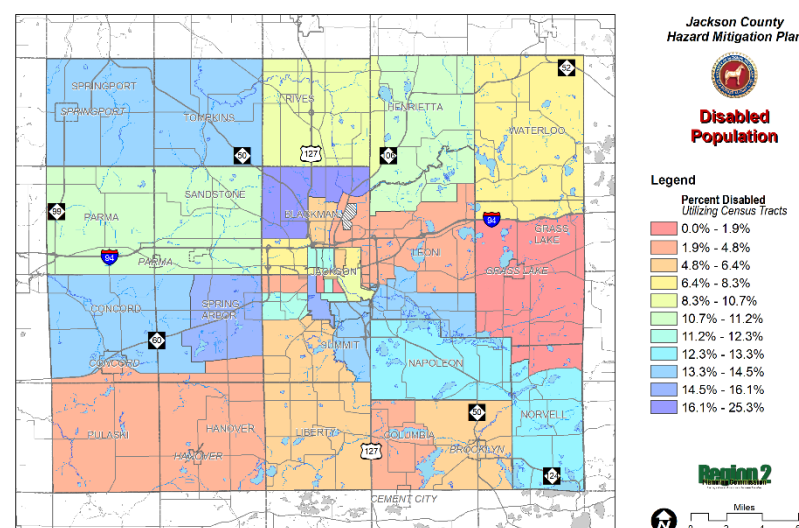 Jackson County
Hazard Mitigation Plan
Disabled
Population
Legend
Percent Disabled
Utilizing Census Tracts
0.0% - 1.9%
1.9% - 4.8%
4.8% - 6.4%
6.4% - 8.3%
8.3% - 10.7%
10.7% - 11.2%
11.2% - 12.3%
12.3% - 13.3%
13.3% - 14.5%
14.5% - 16.1%
16.1% - 25.3%
Region 2
Planning Commission
Miles
N
52
SPRINGPORT
SPRINGPORT
TOMPKINS
RIVES
HENRIETTA
WATERLOO
50
127
106
SANDSTONE
99
PARMA
BLACKMAN
94
GRASS
LAKE
94
PARMA
LEONI
JACKSON
GRASS LAKE
CONCORD
SPRING
ARBOR
60
SUMMIT
CONCORD
NAPOLEON
50
NORVELL
PULASKI
HANOVER
LIBERTY
COLUMBIA
HANOVER
127
BROOKLYN
124
CEMENT CITY